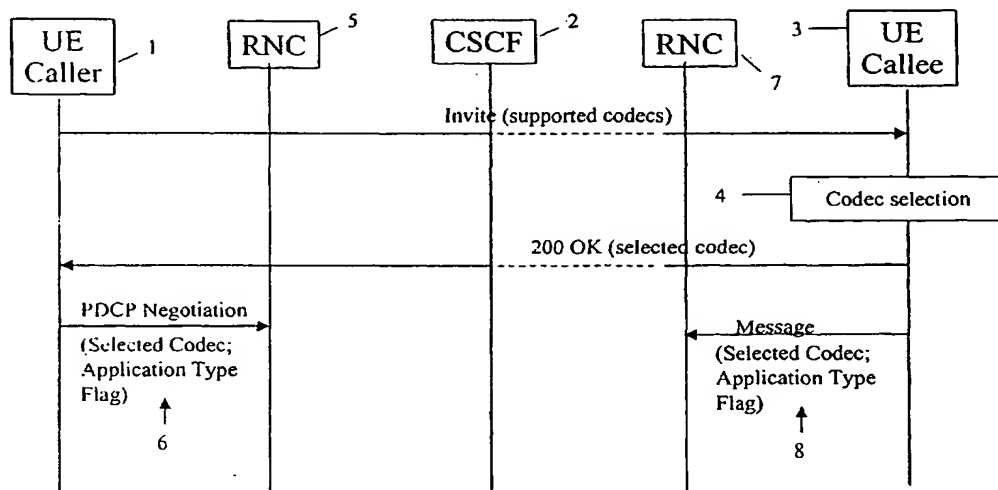 UE
Caller
1
RNC
5
CSCF
2
RNC
7
3
UE
Callee
Invite (supported codecs)
4
Codec selection
200 OK (selected codec)
PDCP Negotiation
(Selected Codec;
Application Type
Flag)
6
Message
(Selected Codec;
Application Type
Flag)
8